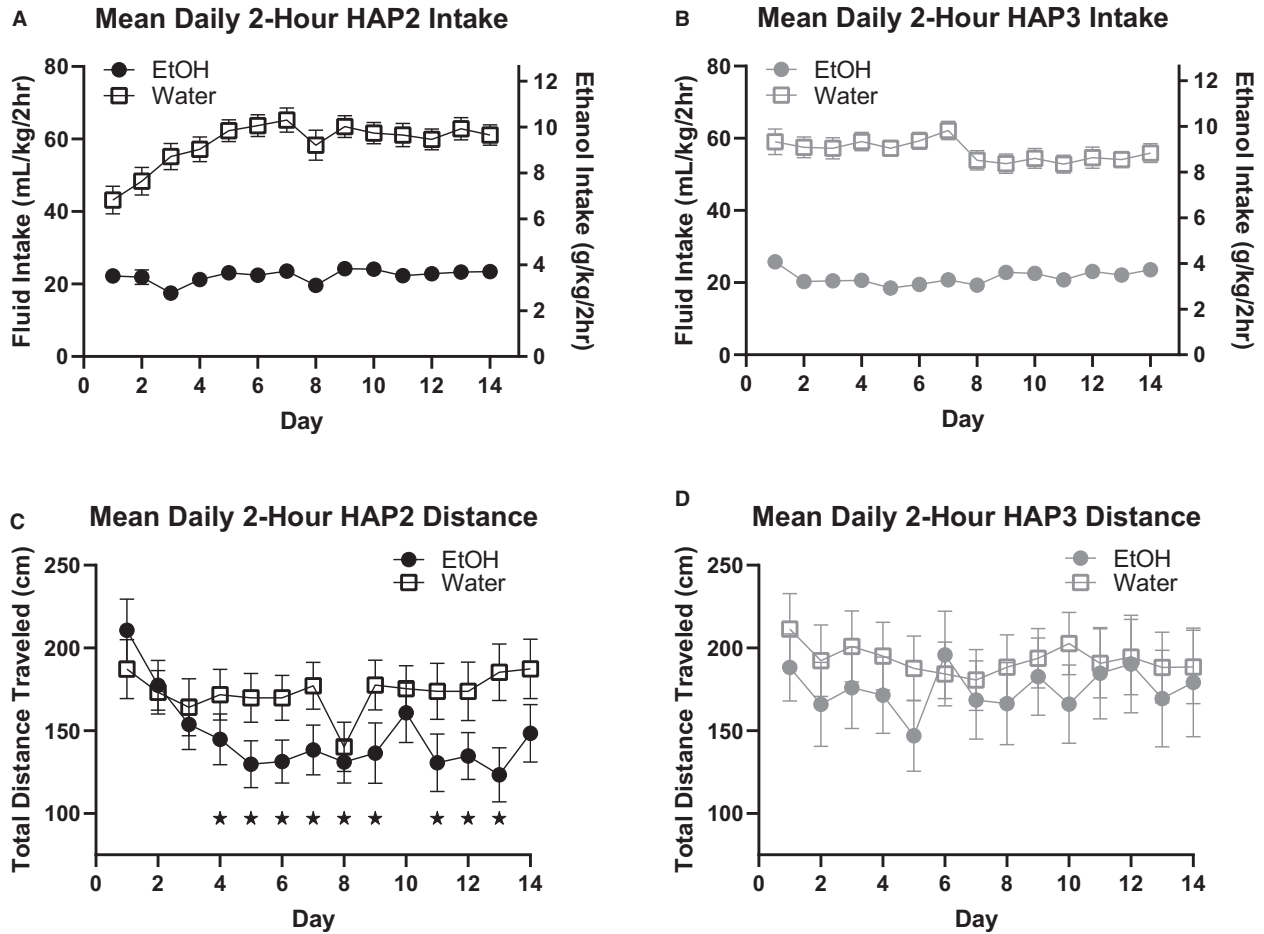 A
Mean Daily 2-Hour HAP2 Intake
EtOH
Water
Fluid Intake (mL/kg/2hr)
80
60
40
20
0
Ethanol Intake (g/kg/2hr)
12
10
8
6
4
2
0
0 2 4 6 8 10 12 14
Day
B
Mean Daily 2-Hour HAP3 Intake
EtOH
Water
Fluid Intake (mL/kg/2hr)
80
60
40
20
0
Ethanol Intake (g/kg/2hr)
12
10
8
6
4
2
0
0 2 4 6 8 10 12 14
Day
C
Mean Daily 2-Hour HAP2 Distance
EtOH
Water
Total Distance Traveled (cm)
250
200
150
100
0 2 4 6 8 10 12 14
Day
D
Mean Daily 2-Hour HAP3 Distance
EtOH
Water
Total Distance Traveled (cm)
250
200
150
100
0 2 4 6 8 10 12 14
Day